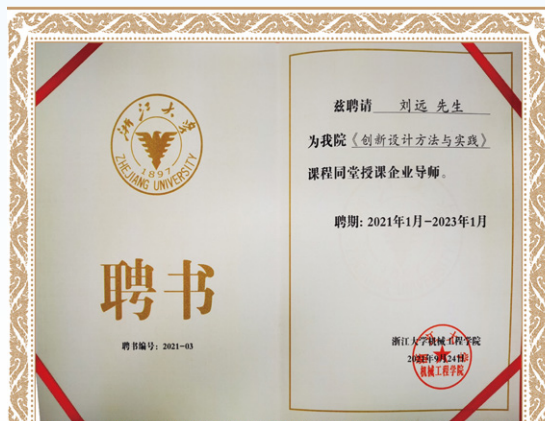 浙江大学
1897
ZHEJIANG UNIVERSITY
聘书
聘书编号: 2021-03
兹聘请 刘远 先生
为我院《创新设计方法与实践》
课程同堂授课企业导师。
聘期: 2021年1月-2023年1月
浙江大学机械工程学院
机械工程学院